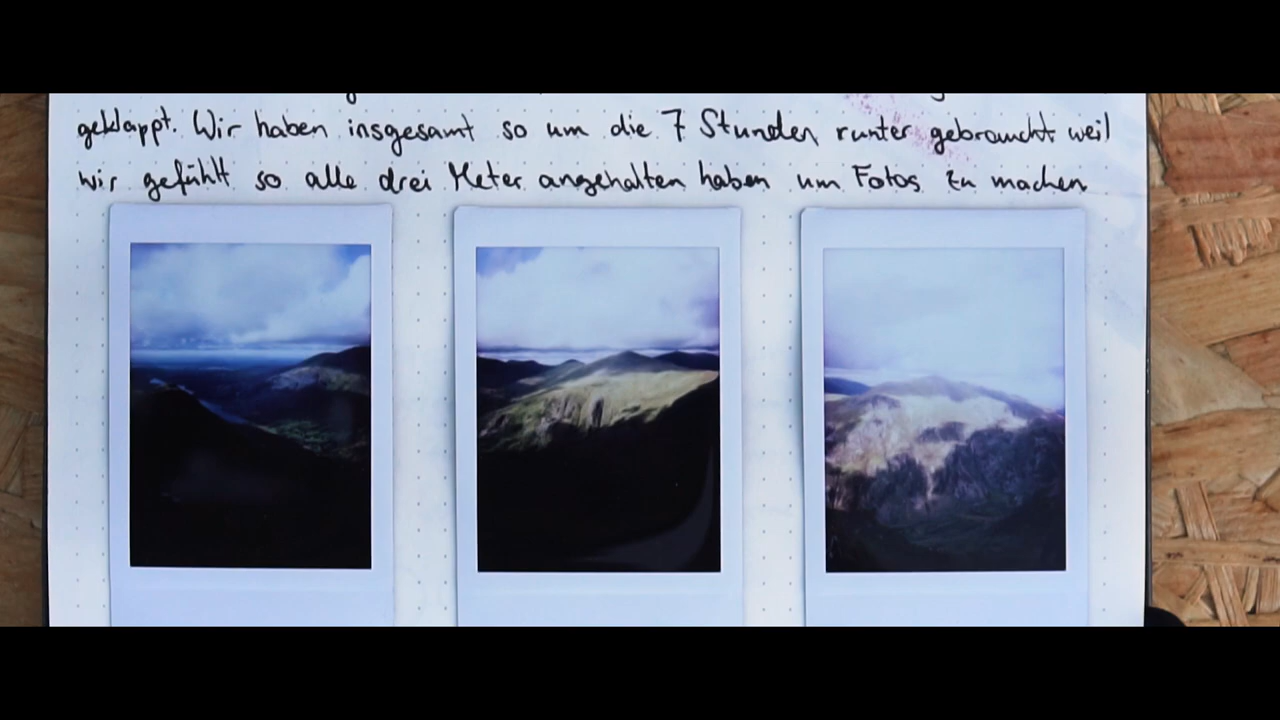 geklappt. Wir haben insgesamt so um die 7 Stunden runter gebraucht weil
wir gefühlt so alle drei Meter angehalten haben um Fotos zu machen